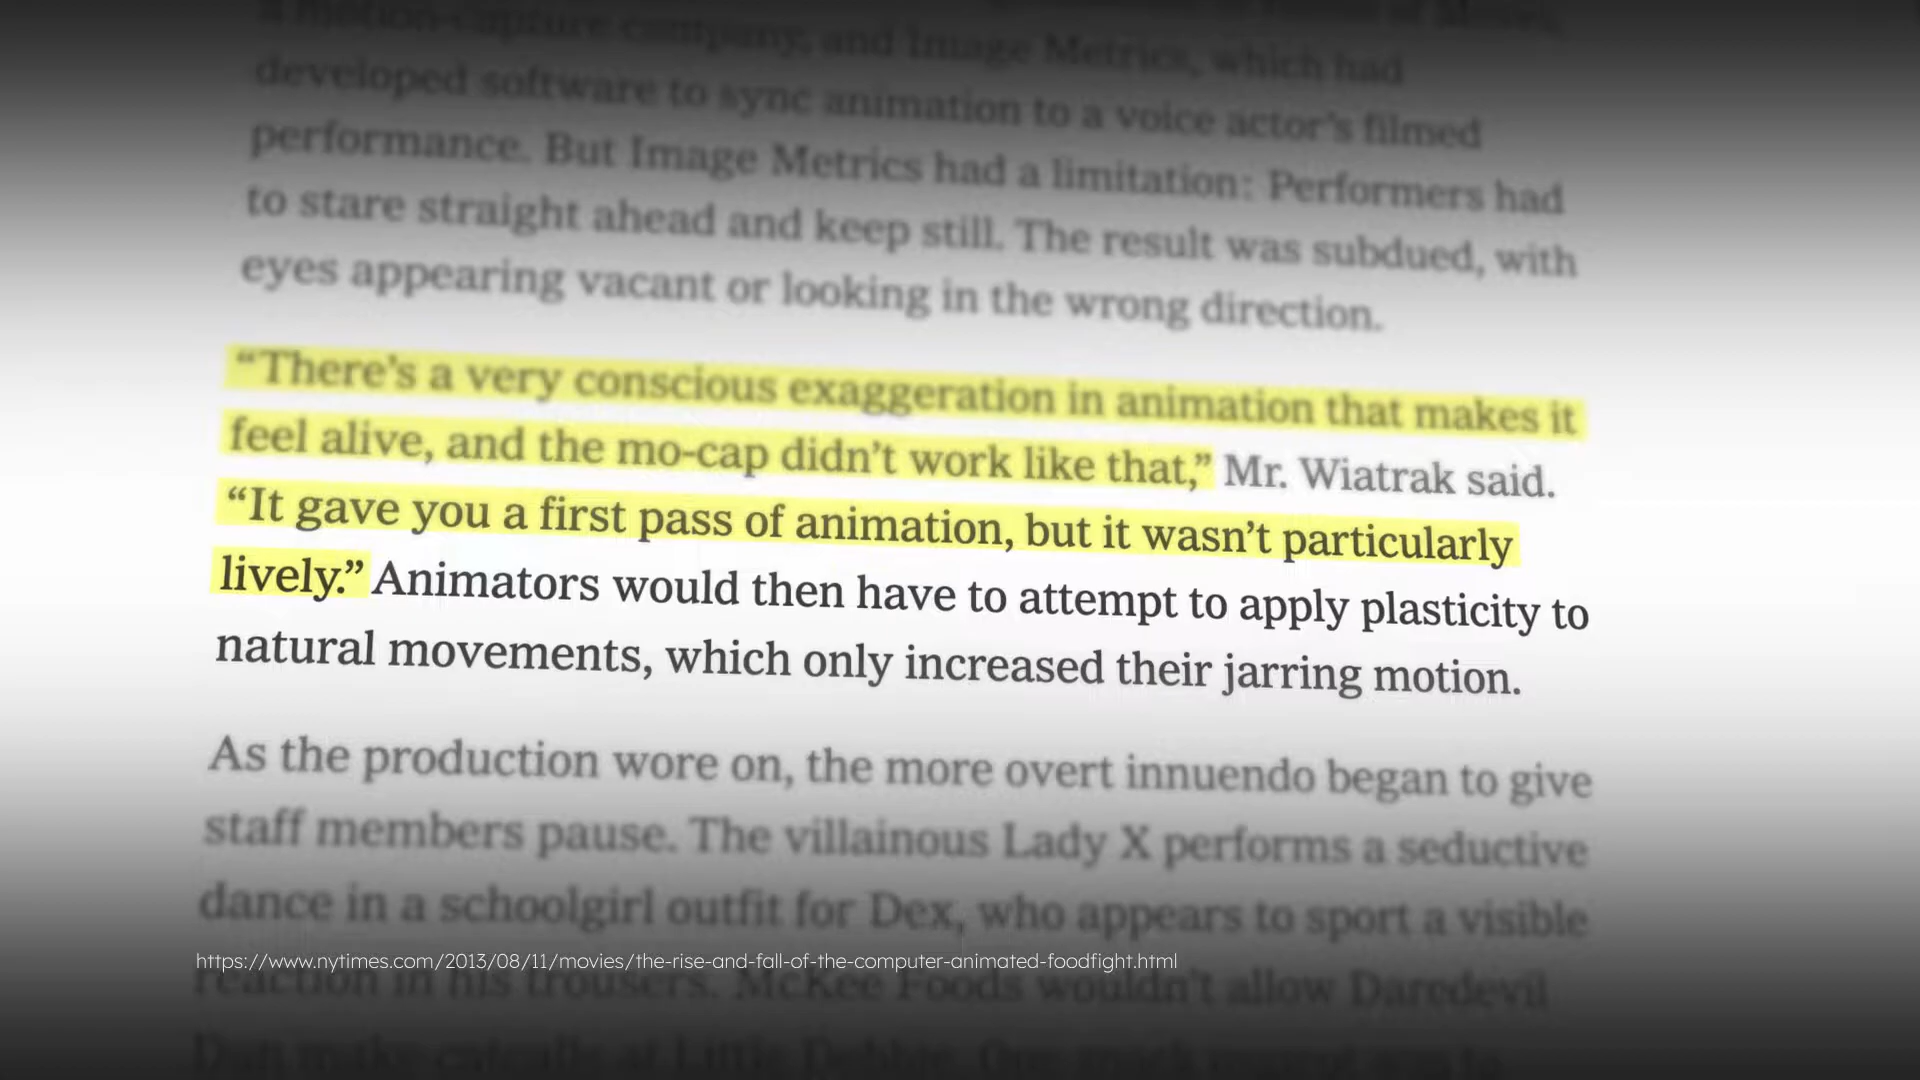 a motion-capture company, and Image Metrics, which had
developed software to sync animation to a voice actor’s filmed
performance. But Image Metrics had a limitation: Performers had
to stare straight ahead and keep still. The result was subdued, with
eyes appearing vacant or looking in the wrong direction.
“There’s a very conscious exaggeration in animation that makes it
feel alive, and the mo-cap didn’t work like that,” Mr. Wiatrak said.
“It gave you a first pass of animation, but it wasn’t particularly
lively.” Animators would then have to attempt to apply plasticity to
natural movements, which only increased their jarring motion.
As the production wore on, the more overt innuendo began to give
staff members pause. The villainous Lady X performs a seductive
dance in a schoolgirl outfit for Dex, who appears to sport a visible
https://www.nytimes.com/2013/08/11/movies/the-rise-and-fall-of-the-computer-animated-foodfight.html
reaction in his trousers. McKee Foods wouldn’t allow Daredevil
Dan make catcalls at Little Debbie.